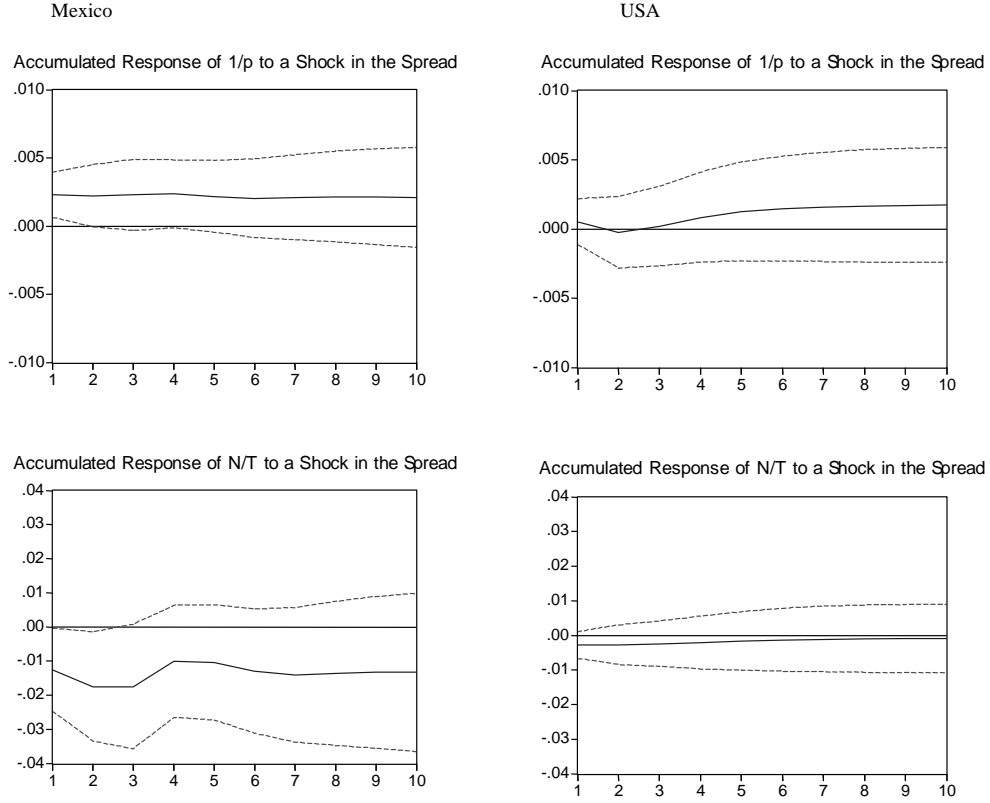 Mexico
USA
Accumulated Response of 1/p to a Shock in the Spread
.010
.005
.000
-.005
-.010
1 2 3 4 5 6 7 8 9 10
Accumulated Response of 1/p to a Shock in the Spread
.010
.005
.000
-.005
-.010
1 2 3 4 5 6 7 8 9 10
Accumulated Response of N/T to a Shock in the Spread
.04
.03
.02
.01
.00
-.01
-.02
-.03
-.04
1 2 3 4 5 6 7 8 9 10
Accumulated Response of N/T to a Shock in the Spread
.04
.03
.02
.01
.00
-.01
-.02
-.03
-.04
1 2 3 4 5 6 7 8 9 10